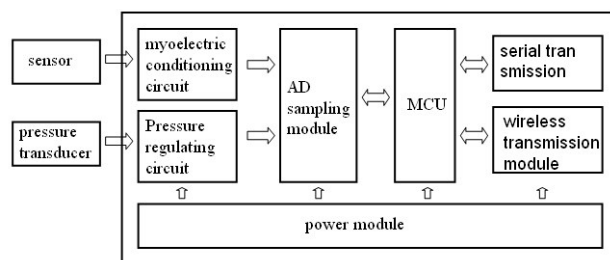 sensor
pressure
transducer
myoelectric
conditioning
circuit
Pressure
regulating
circuit
AD
sampling
module
MCU
serial tran
smission
wireless
transmission
module
power module